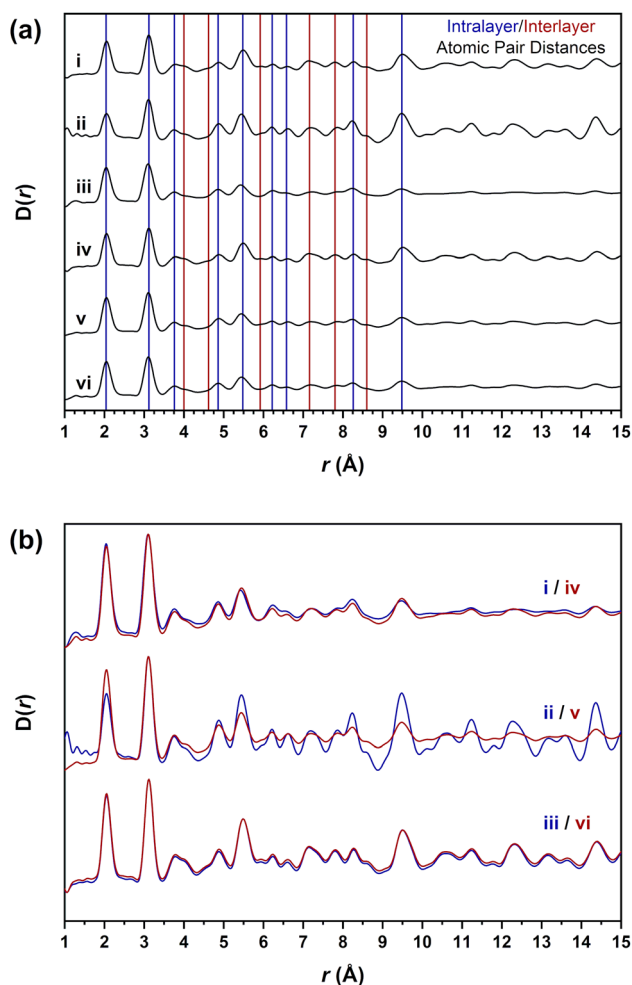 (a)
Intralayer/Interlayer
Atomic Pair Distances
i
ii
iii
iv
v
vi
D(r)
1 2 3 4 5 6 7 8 9 10 11 12 13 14 15
r (Å)
(b)
i / iv
ii / v
iii / vi
D(r)
1 2 3 4 5 6 7 8 9 10 11 12 13 14 15
r (Å)